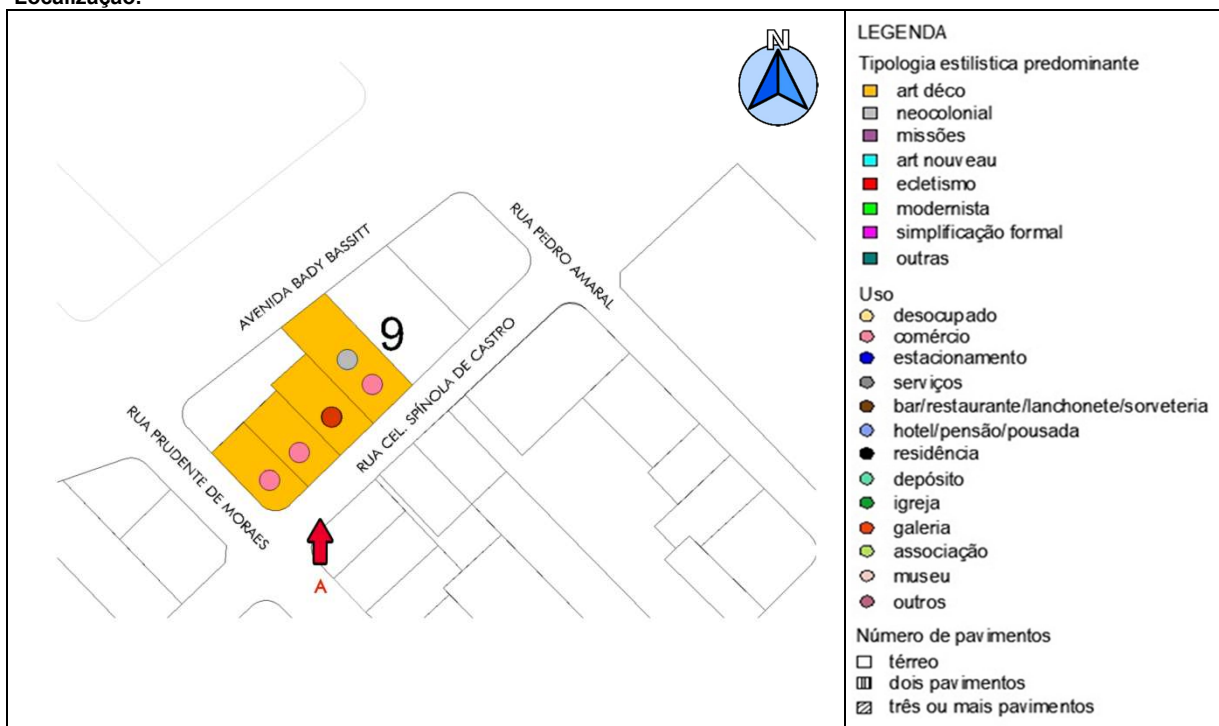 Localização:
N
AVENIDA BADY BASSITT
RUA PEDRO AMARAL
9
RUA CEL. SPÍNOLA DE CASTRO
RUA PRUDENTE DE MORAES
A
LEGENDA
Tipologia estilística predominante
art déco
neocolonial
missões
art nouveau
ecletismo
modernista
simplificação formal
outras
Uso
desocupado
comércio
estacionamento
serviços
bar/restaurante/lanchonete/sorveteria
hotel/pensão/pousada
residência
depósito
igreja
galeria
associação
museu
outros
Número de pavimentos
térreo
dois pavimentos
três ou mais pavimentos